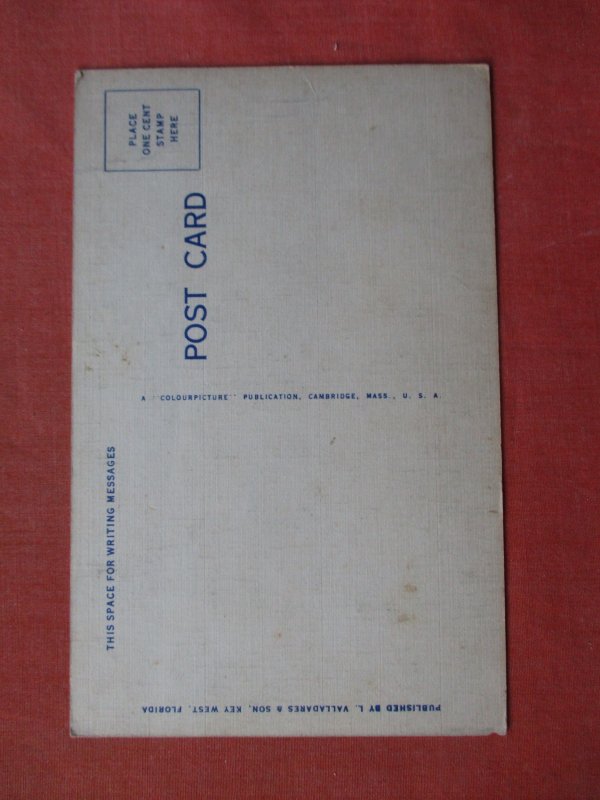 PLACE
ONE CENT
STAMP
HERE
POST CARD
A "COLOURPICTURE" PUBLICATION, CAMBRIDGE, MASS., U. S. A.
THIS SPACE FOR WRITING MESSAGES
PUBLISHED BY L. VALLADARES & SON, KEY WEST, FLORIDA